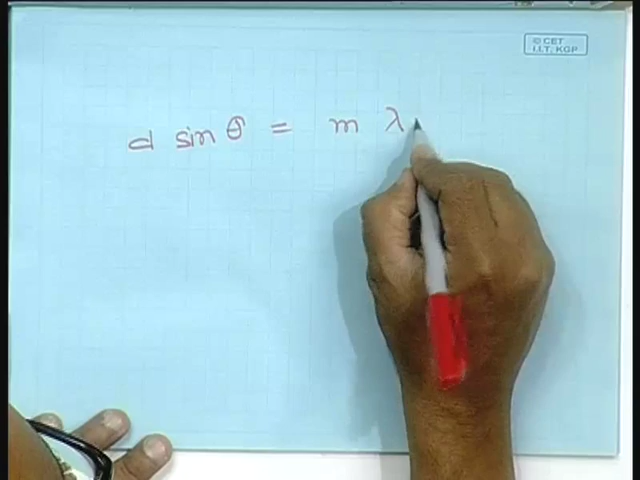 © CET
I.I.T. KGP
d sin θ = m λ